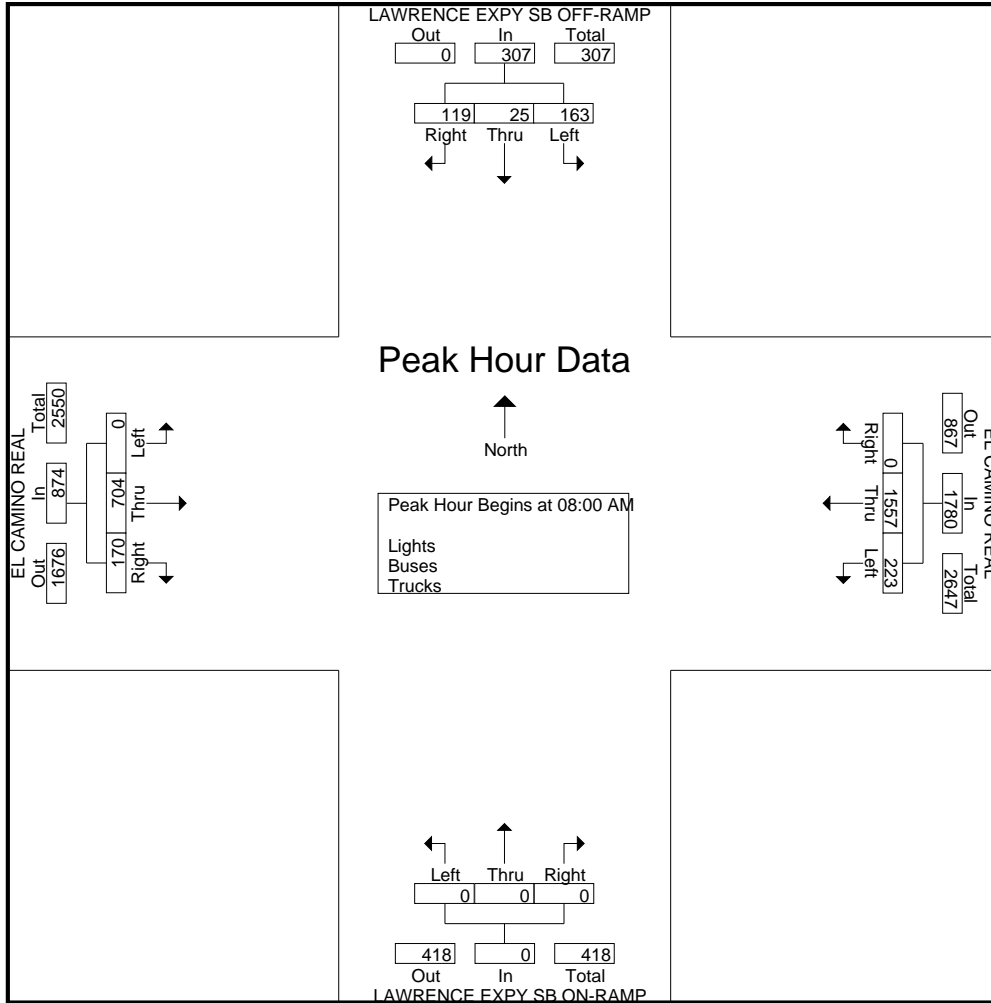 LAWRENCE EXPY SB OFF-RAMP
Out In Total
0 307 307
119 25 163
Right Thru Left
Peak Hour Data
North
Peak Hour Begins at 08:00 AM
Lights
Buses
Trucks
EL CAMINO REAL
Out In Total
1676 874 2550
170 704 0
Right Thru Left
EL CAMINO REAL
Out In Total
867 1780 2647
0 1557 223
Right Thru Left
Left Thru Right
0 0 0
418 0 418
Out In Total
LAWRENCE EXPY SB ON-RAMP